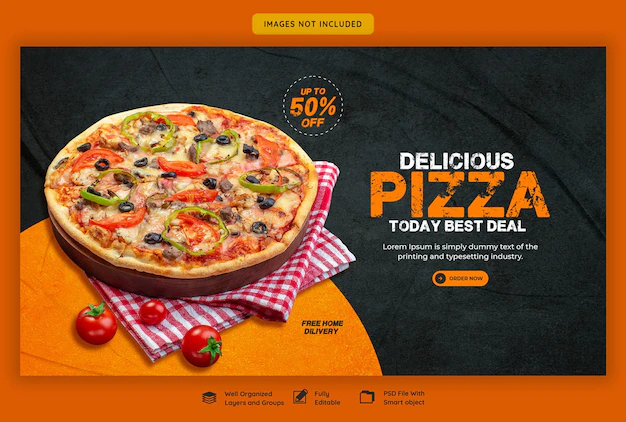 IMAGES NOT INCLUDED
UP TO
50%
OFF
DELICIOUS
PIZZA
TODAY BEST DEAL
Lorem Ipsum is simply dummy text of the
printing and typesetting industry.
ORDER NOW
FREE HOME
DILIVERY
Well Organized
Layers and Groups
Fully
Editable
PSD File With
Smart object